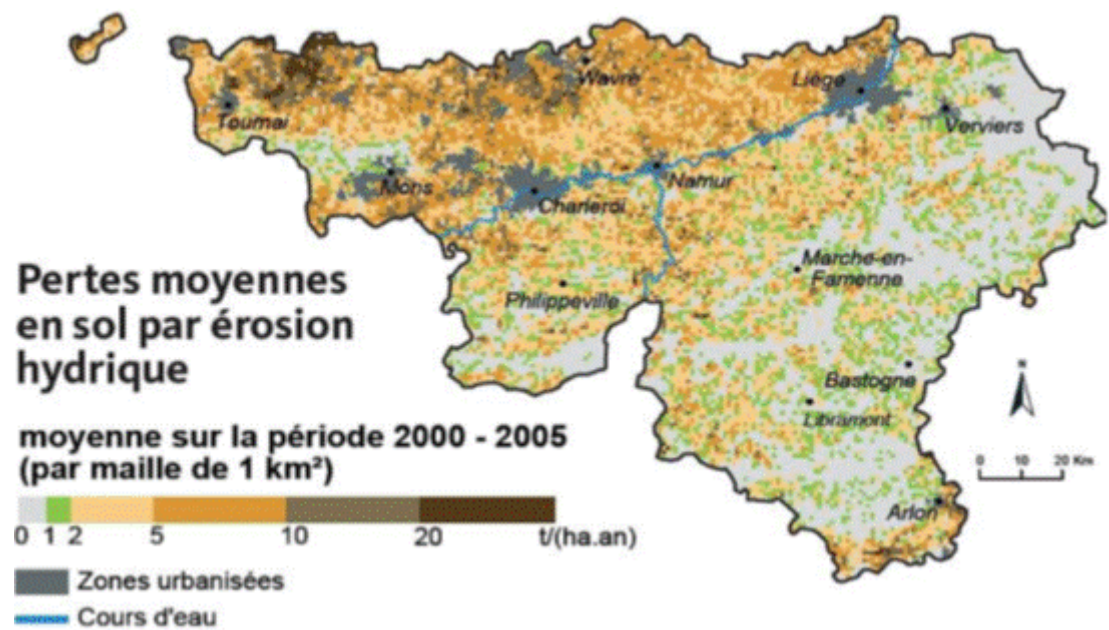 Wavre
Liège
Tournai
Verviers
Mons
Namur
Charleroi
Marche-en-
Famenne
Philippeville
Pertes moyennes
en sol par érosion
hydrique
Bastogne
Libramont
N
moyenne sur la période 2000 - 2005
(par maille de 1 km²)
0 10 20 Km
Arlon
0 1 2 5 10 20 t/(ha.an)
Zones urbanisées
Cours d'eau